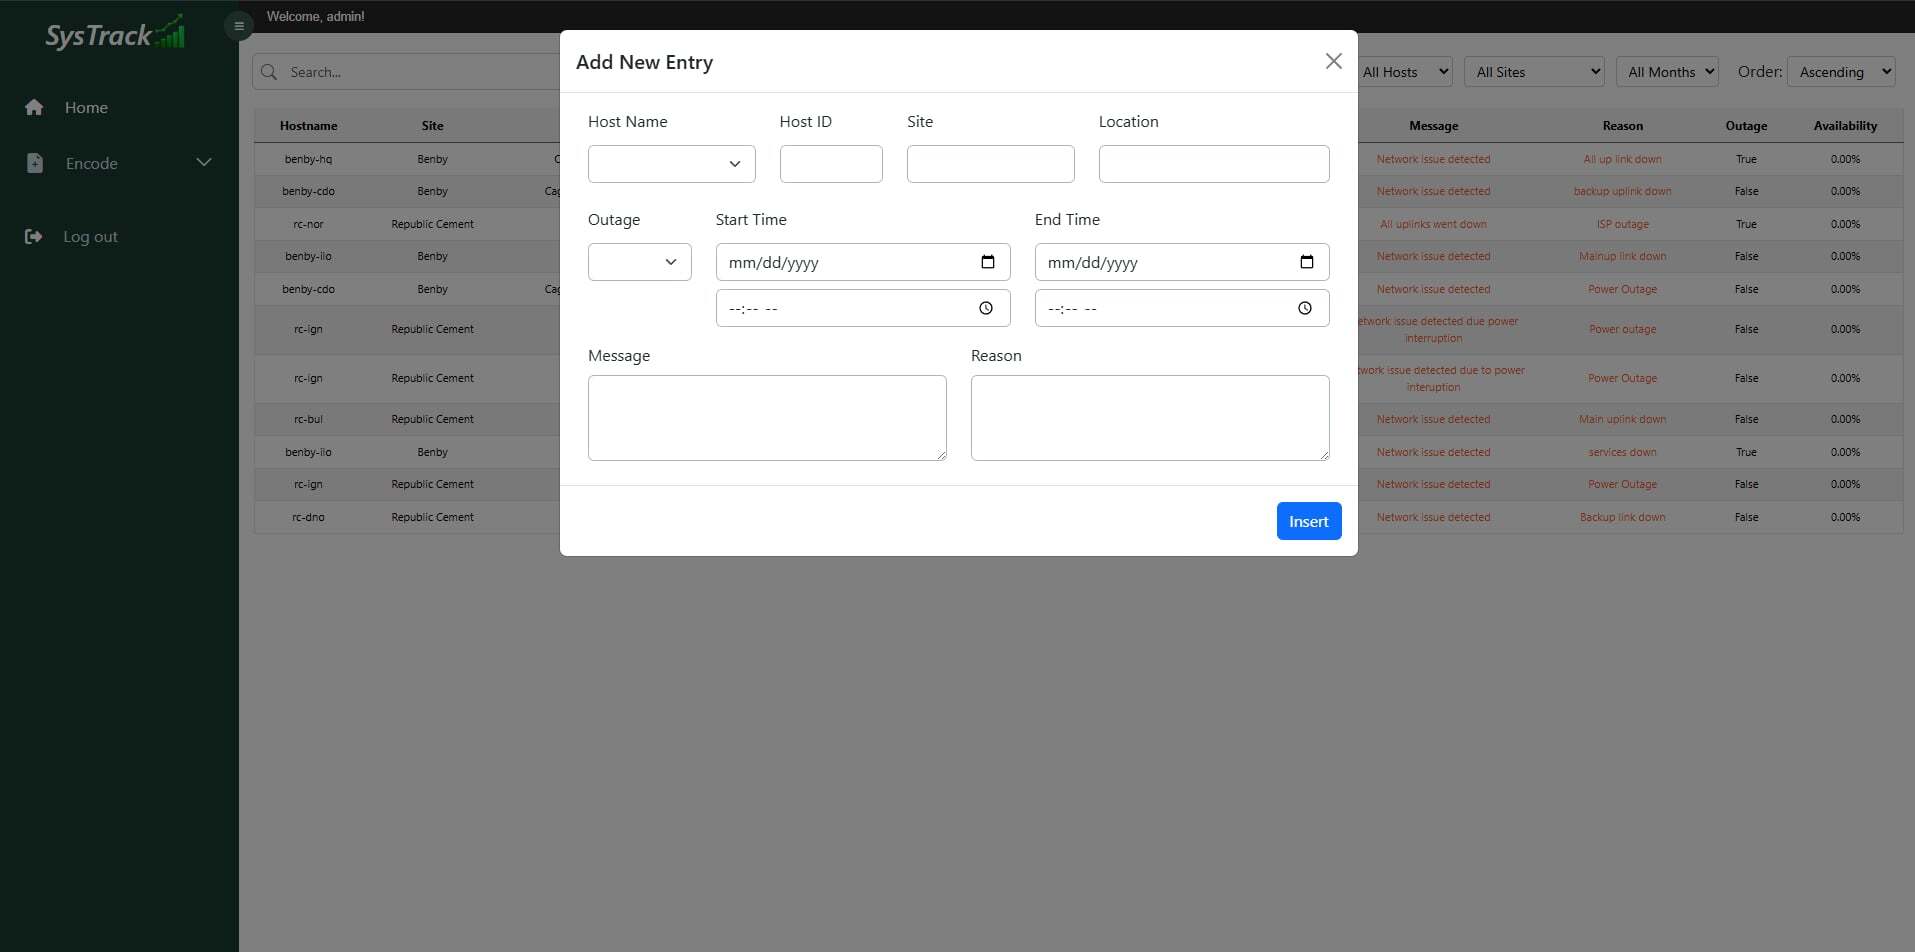 SysTrack
Welcome, admin!
Home
Encode
Log out
Search...
All Hosts
All Sites
All Months
Order: Ascending
Add New Entry
Host Name Host ID Site Location
Outage Start Time End Time
mm/dd/yyyy mm/dd/yyyy
--:-- -- --:-- --
Message Reason
Insert
Hostname Site Message Reason Outage Availability
benby-hq Benby Network issue detected All up link down True 0.00%
benby-cdo Benby Network issue detected backup uplink down False 0.00%
rc-nor Republic Cement All uplinks went down ISP outage True 0.00%
benby-ilo Benby Network issue detected Mainup link down False 0.00%
benby-cdo Benby Network issue detected Power Outage False 0.00%
rc-ign Republic Cement issue detected due power Power outage False 0.00%
interruption
rc-ign Republic Cement issue detected due to power Power Outage False 0.00%
interuption
rc-bul Republic Cement Network issue detected Main uplink down False 0.00%
benby-ilo Benby Network issue detected services down True 0.00%
rc-ign Republic Cement Network issue detected Power Outage False 0.00%
rc-dno Republic Cement Network issue detected Backup link down False 0.00%